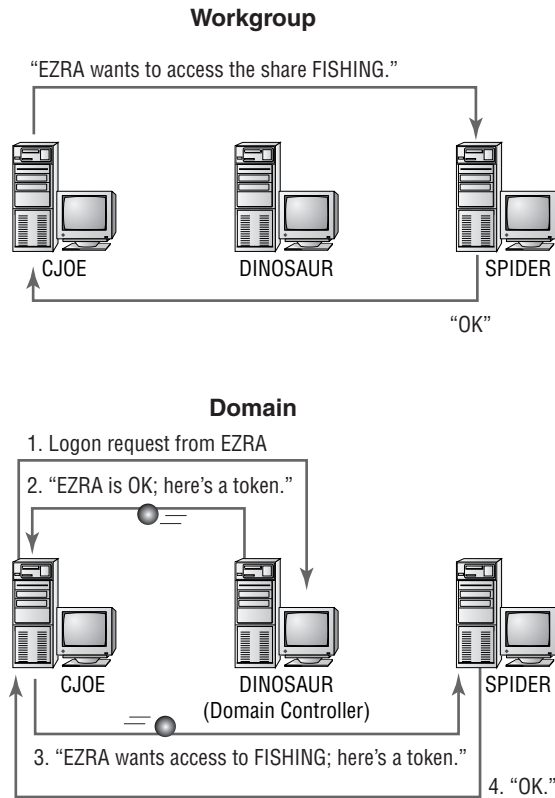 Workgroup
“EZRA wants to access the share FISHING.”
CJOE
DINOSAUR
SPIDER
“OK”
Domain
1. Logon request from EZRA
2. “EZRA is OK; here’s a token.”
CJOE
DINOSAUR
(Domain Controller)
SPIDER
3. “EZRA wants access to FISHING; here’s a token.”
4. “OK.”